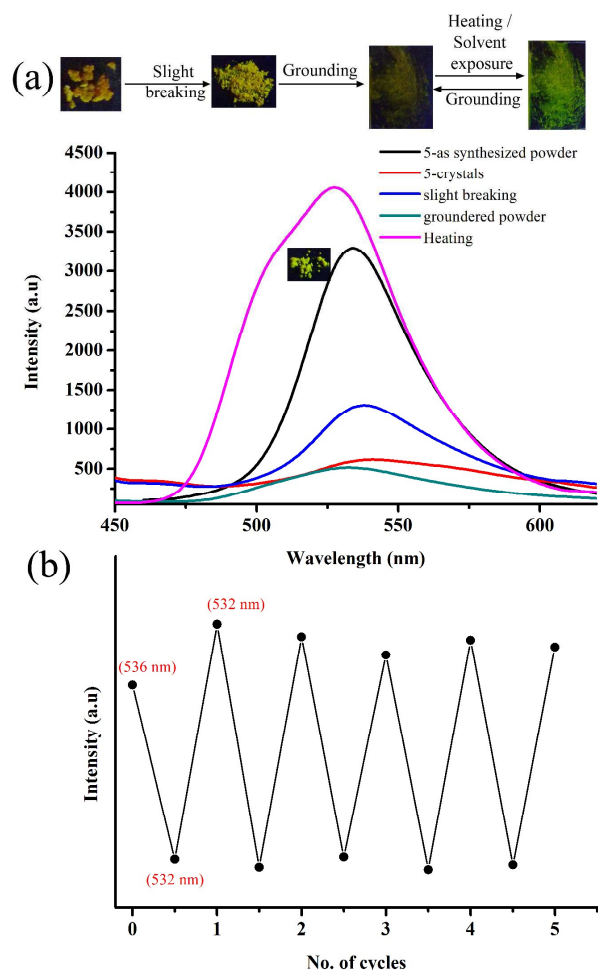 (a)
Slight
breaking
Grounding
Heating /
Solvent
exposure
Grounding
5-as synthesized powder
5-crystals
slight breaking
groundered powder
Heating
4500
4000
3500
3000
2500
2000
1500
1000
500
Intensity (a.u)
450 500 550 600
Wavelength (nm)
(b)
(532 nm)
(536 nm)
(532 nm)
Intensity (a.u)
0 1 2 3 4 5
No. of cycles